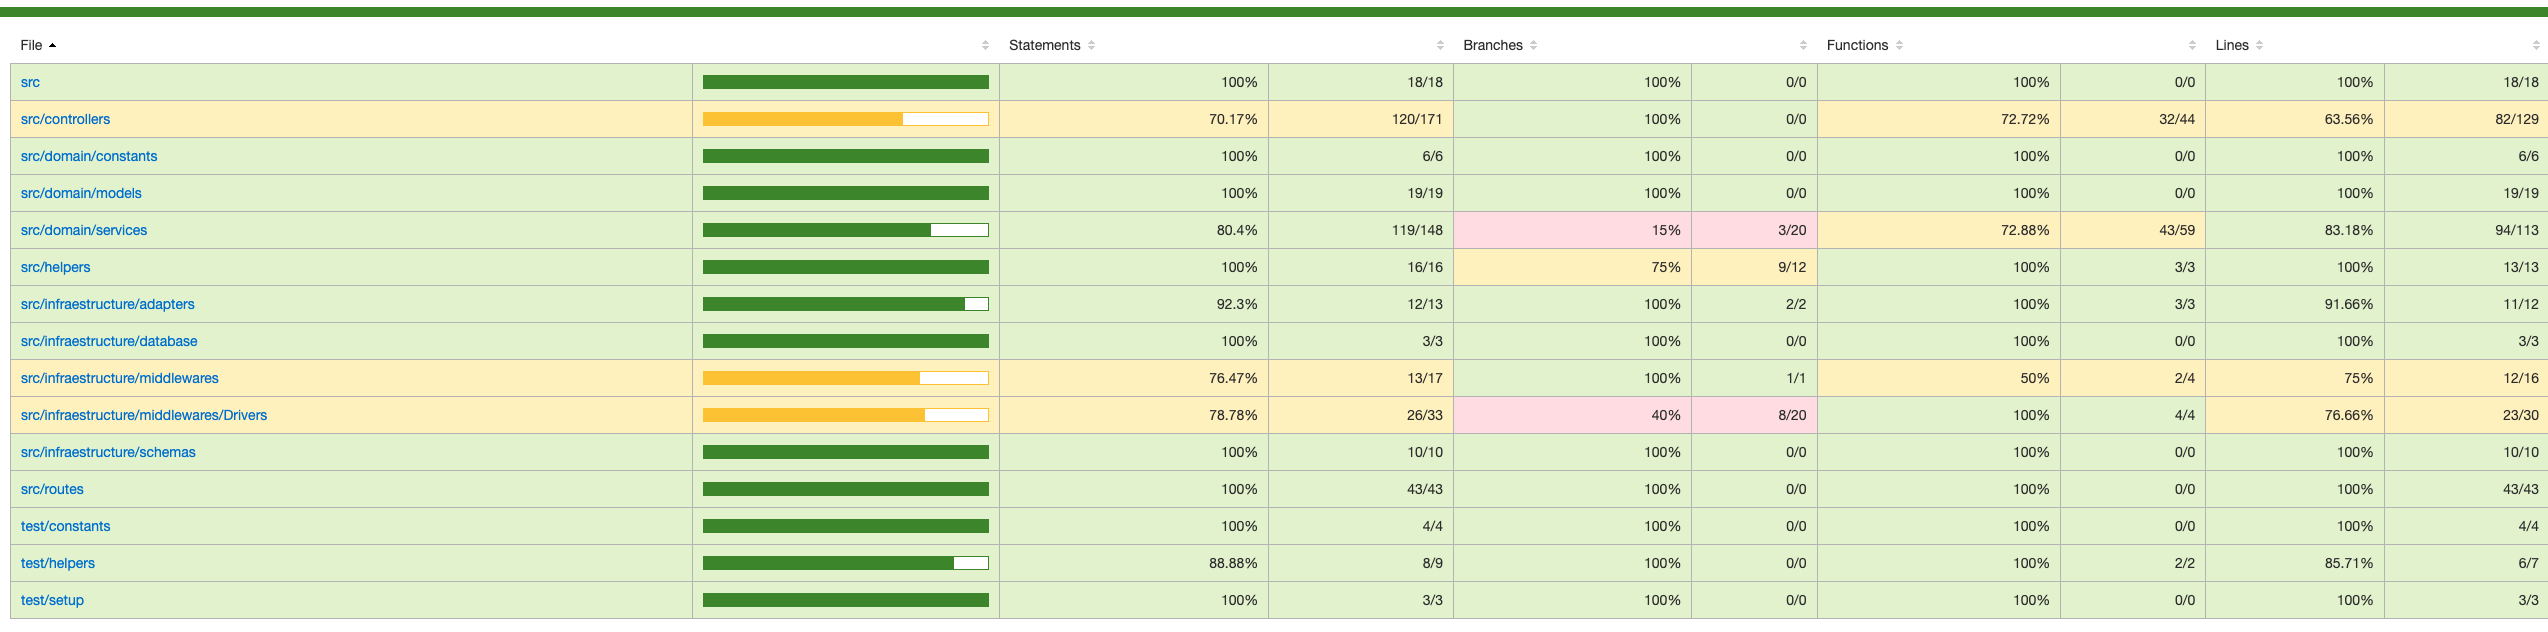 File Statements Branches Functions Lines
src 100% 18/18 100% 0/0 100% 0/0 100% 18/18
src/controllers 70.17% 120/171 100% 0/0 72.72% 32/44 63.56% 82/129
src/domain/constants 100% 6/6 100% 0/0 100% 0/0 100% 6/6
src/domain/models 100% 19/19 100% 0/0 100% 0/0 100% 19/19
src/domain/services 80.4% 119/148 15% 3/20 72.88% 43/59 83.18% 94/113
src/helpers 100% 16/16 75% 9/12 100% 3/3 100% 13/13
src/infraestructure/adapters 92.3% 12/13 100% 2/2 100% 3/3 91.66% 11/12
src/infraestructure/database 100% 3/3 100% 0/0 100% 0/0 100% 3/3
src/infraestructure/middlewares 76.47% 13/17 100% 1/1 50% 2/4 75% 12/16
src/infraestructure/middlewares/Drivers 78.78% 26/33 40% 8/20 100% 4/4 76.66% 23/30
src/infraestructure/schemas 100% 10/10 100% 0/0 100% 0/0 100% 10/10
src/routes 100% 43/43 100% 0/0 100% 0/0 100% 43/43
test/constants 100% 4/4 100% 0/0 100% 0/0 100% 4/4
test/helpers 88.88% 8/9 100% 0/0 100% 2/2 85.71% 6/7
test/setup 100% 3/3 100% 0/0 100% 0/0 100% 3/3